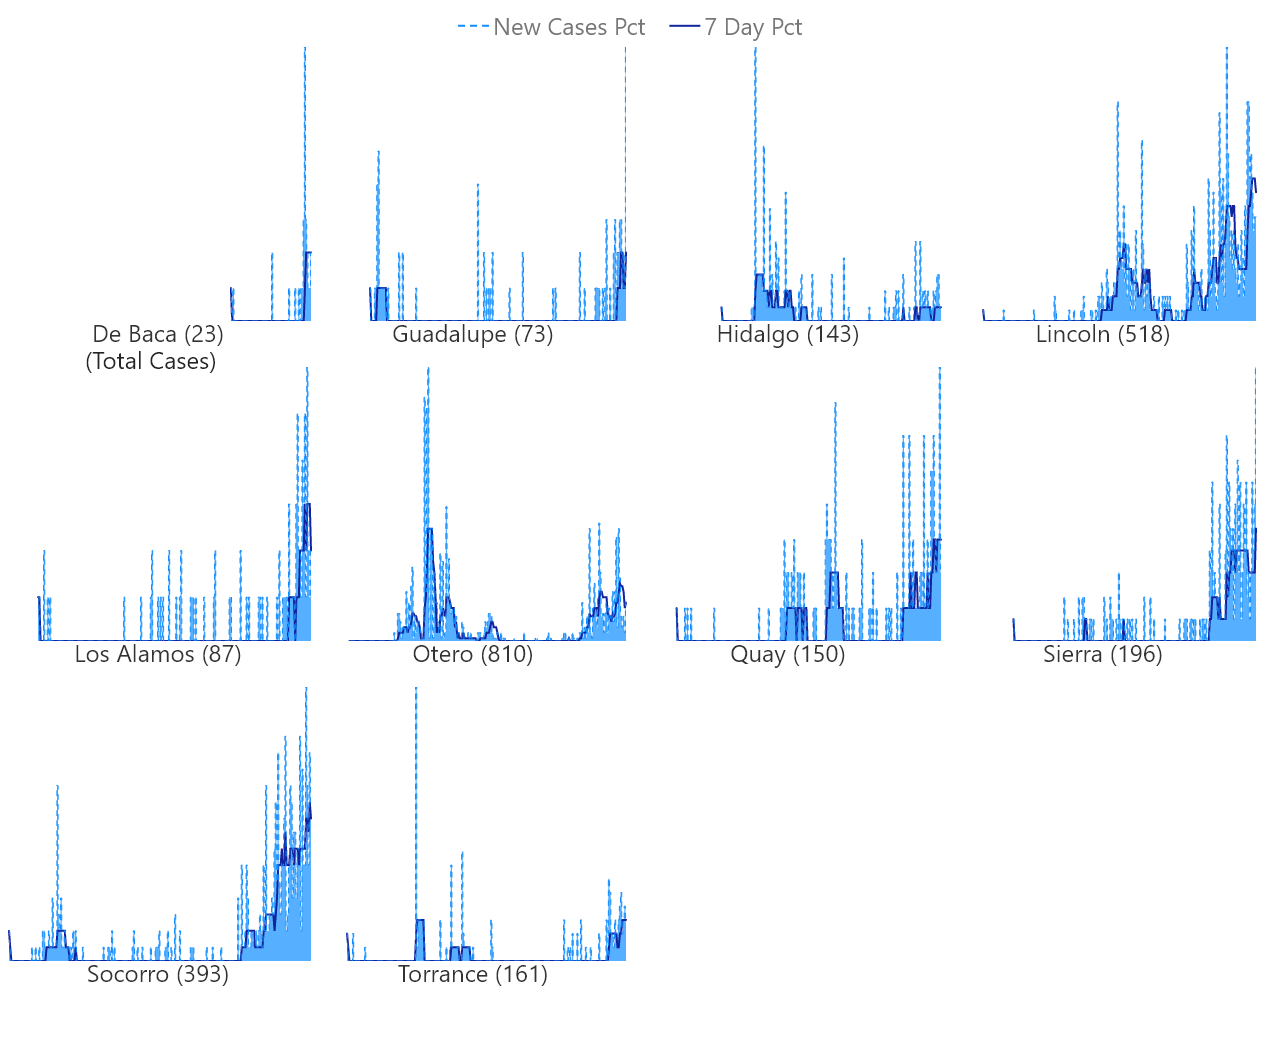 New Cases Pct 7 Day Pct
De Baca (23) Guadalupe (73) Hidalgo (143) Lincoln (518)
(Total Cases)
Los Alamos (87) Otero (810) Quay (150) Sierra (196)
Socorro (393) Torrance (161)